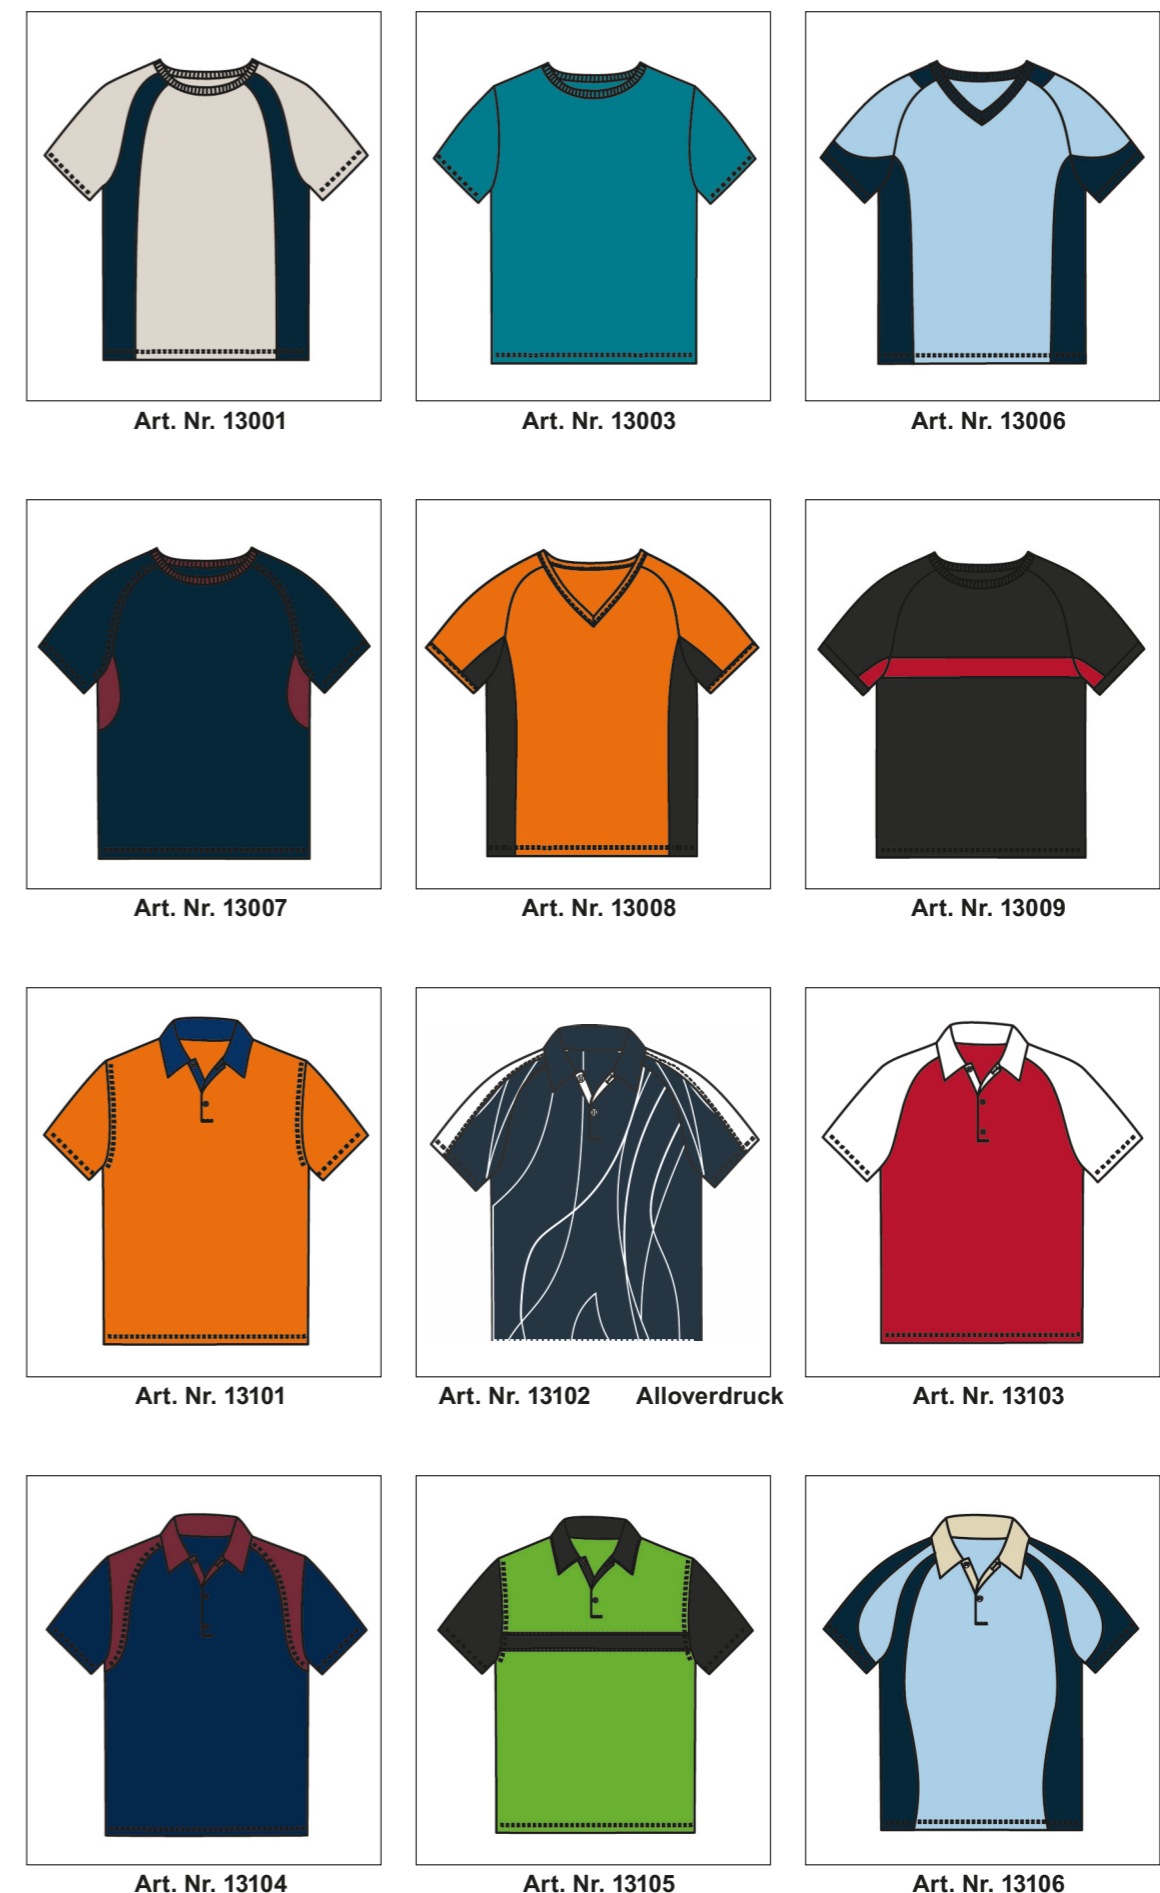 Art. Nr. 13001
Art. Nr. 13003
Art. Nr. 13006
Art. Nr. 13007
Art. Nr. 13008
Art. Nr. 13009
Art. Nr. 13101
Art. Nr. 13102 Alloverdruck
Art. Nr. 13103
Art. Nr. 13104
Art. Nr. 13105
Art. Nr. 13106